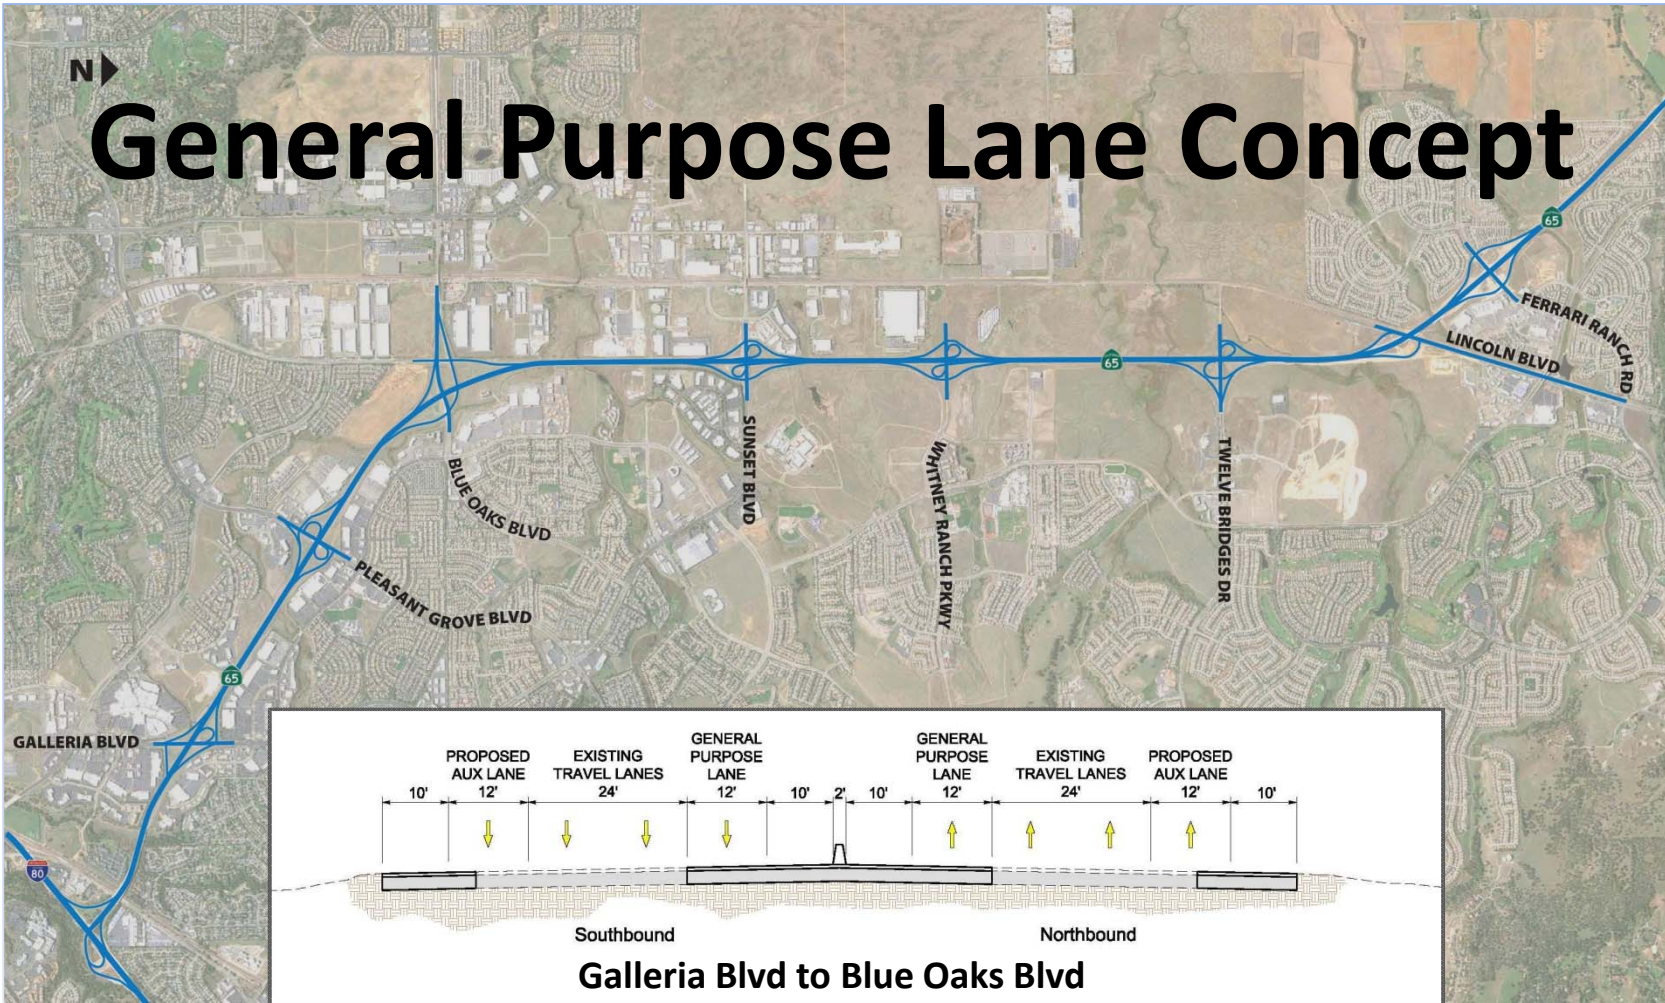 N
General Purpose Lane Concept
65
FERRARI RANCH RD
LINCOLN BLVD
65
SUNSET BLVD
WHITNEY RANCH PKWY
TWELVE BRIDGES DR
BLUE OAKS BLVD
PLEASANT GROVE BLVD
65
GALLERIA BLVD
80
PROPOSED
AUX LANE
EXISTING
TRAVEL LANES
GENERAL
PURPOSE
LANE
GENERAL
PURPOSE
LANE
EXISTING
TRAVEL LANES
PROPOSED
AUX LANE
10' 12' 24' 12' 10' 2' 10' 12' 24' 12' 10'
Southbound Northbound
Galleria Blvd to Blue Oaks Blvd